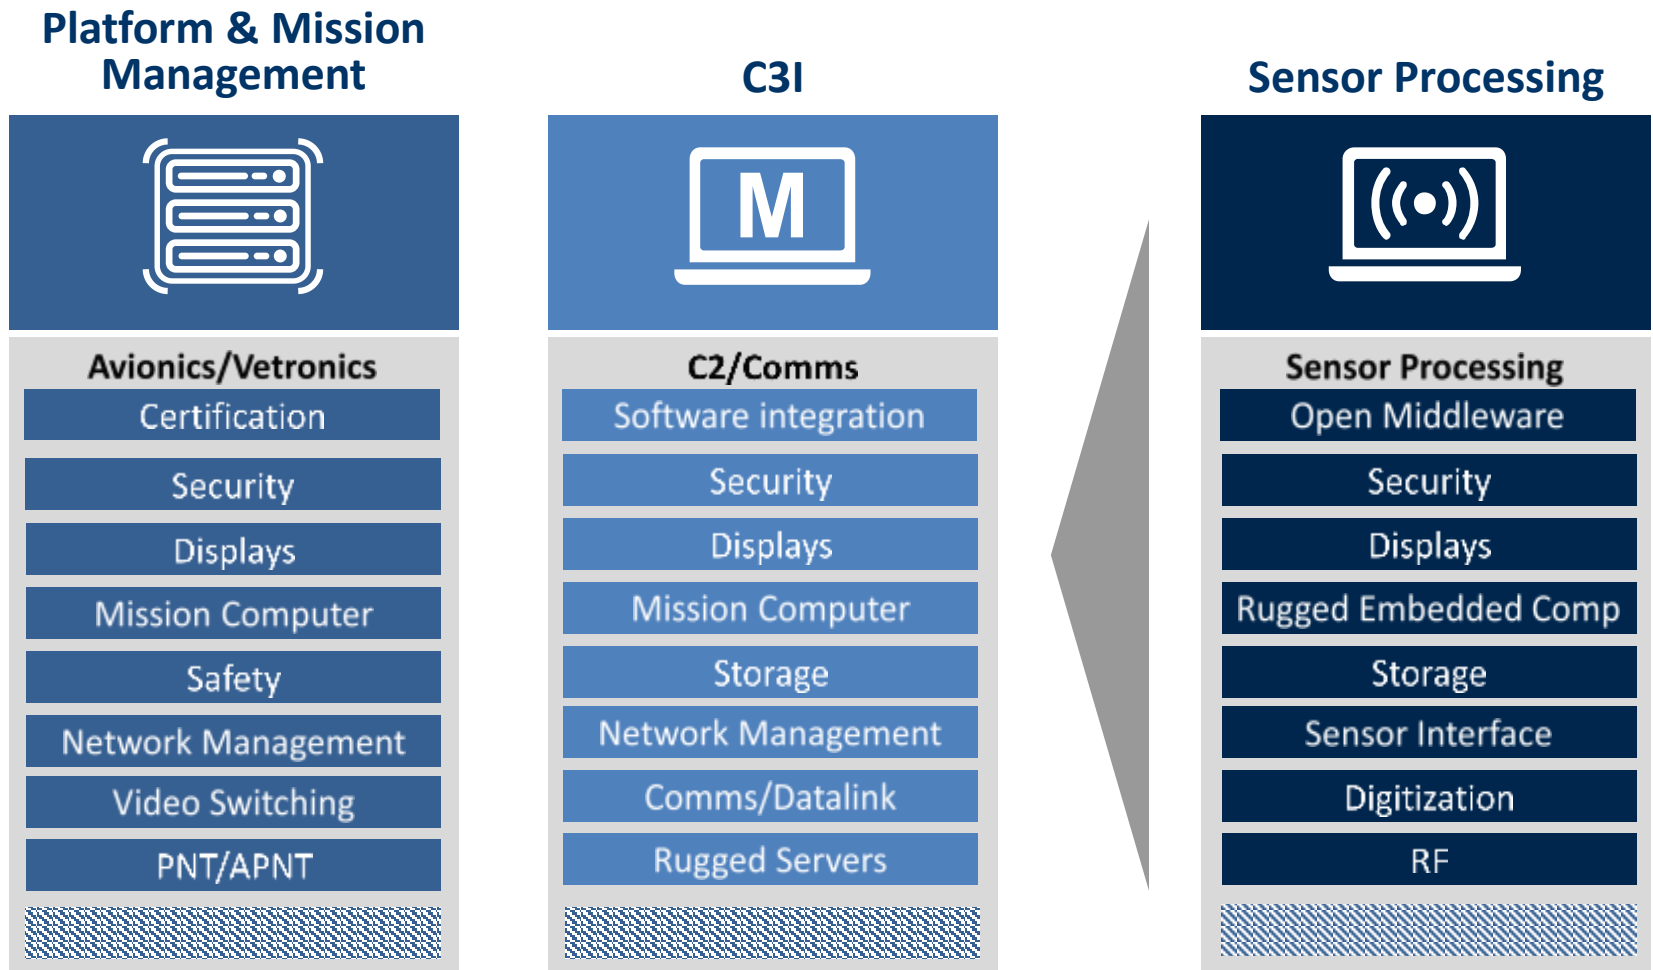 Platform & Mission
Management
Avionics/Vetronics
Certification
Security
Displays
Mission Computer
Safety
Network Management
Video Switching
PNT/APNT
C3I
M
C2/Comms
Software integration
Security
Displays
Mission Computer
Storage
Network Management
Comms/Datalink
Rugged Servers
Sensor Processing
Sensor Processing
Open Middleware
Security
Displays
Rugged Embedded Comp
Storage
Sensor Interface
Digitization
RF